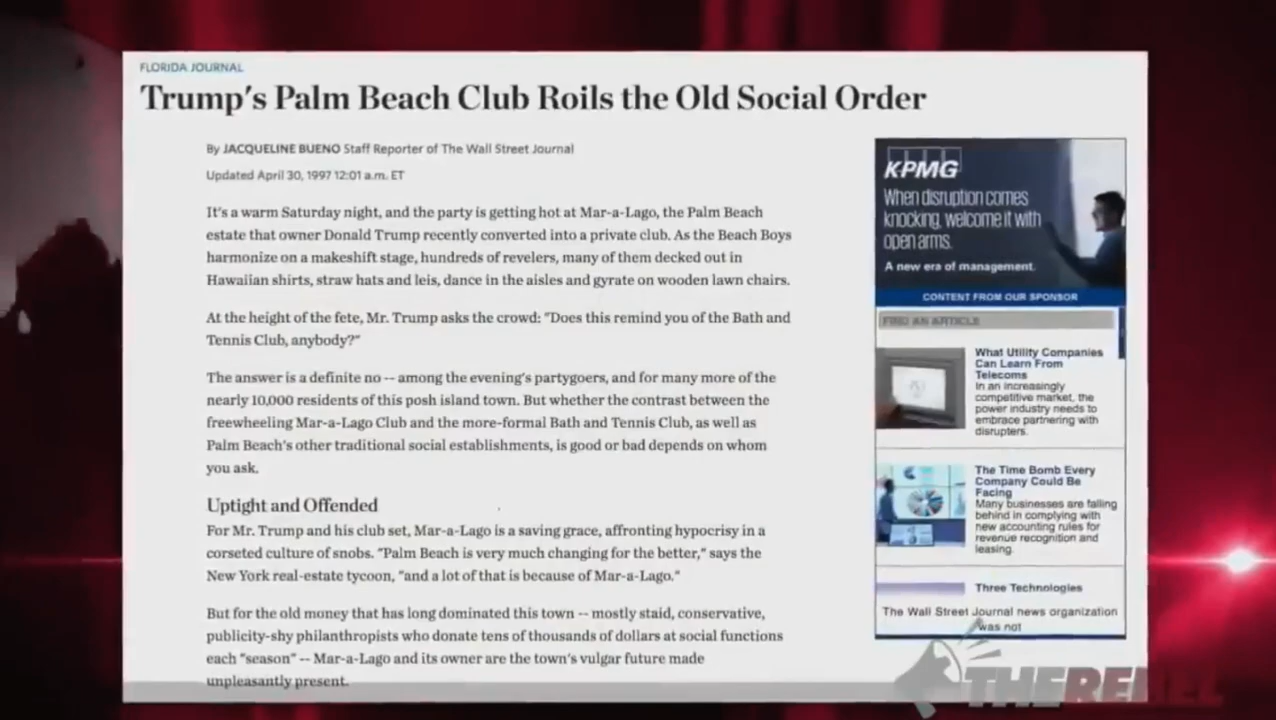 FLORIDA JOURNAL
Trump's Palm Beach Club Roils the Old Social Order
By JACQUELINE BUENO Staff Reporter of The Wall Street Journal
Updated April 30, 1997 12:01 a.m. ET
It's a warm Saturday night, and the party is getting hot at Mar-a-Lago, the Palm Beach
estate that owner Donald Trump recently converted into a private club. As the Beach Boys
harmonize on a makeshift stage, hundreds of revelers, many of them decked out in
Hawaiian shirts, straw hats and leis, dance in the aisles and gyrate on wooden lawn chairs.
At the height of the fete, Mr. Trump asks the crowd: "Does this remind you of the Bath and
Tennis Club, anybody?"
The answer is a definite no -- among the evening's partygoers, and for many more of the
nearly 10,000 residents of this posh island town. But whether the contrast between the
freewheeling Mar-a-Lago Club and the more-formal Bath and Tennis Club, as well as
Palm Beach's other traditional social establishments, is good or bad depends on whom
you ask.
Uptight and Offended
For Mr. Trump and his club set, Mar-a-Lago is a saving grace, affronting hypocrisy in a
corseted culture of snobs. "Palm Beach is very much changing for the better," says the
New York real-estate tycoon, "and a lot of that is because of Mar-a-Lago."
But for the old money that has long dominated this town -- mostly staid, conservative,
publicity-shy philanthropists who donate tens of thousands of dollars at social functions
each "season" -- Mar-a-Lago and its owner are the town's vulgar future made
unpleasantly present.
KPMG
When disruption comes
knocking, welcome it with
open arms.
A new era of management.
CONTENT FROM OUR SPONSOR
FIND AN ARTICLE
What Utility Companies
Can Learn From
Telecoms
In an increasingly
competitive market, the
power industry needs to
embrace partnering with
disrupters.
The Time Bomb Every
Company Could Be
Facing
Many businesses are falling
behind in complying with
new accounting rules for
revenue recognition and
leasing.
Three Technologies
The Wall Street Journal news organization
was not
THEREBEL